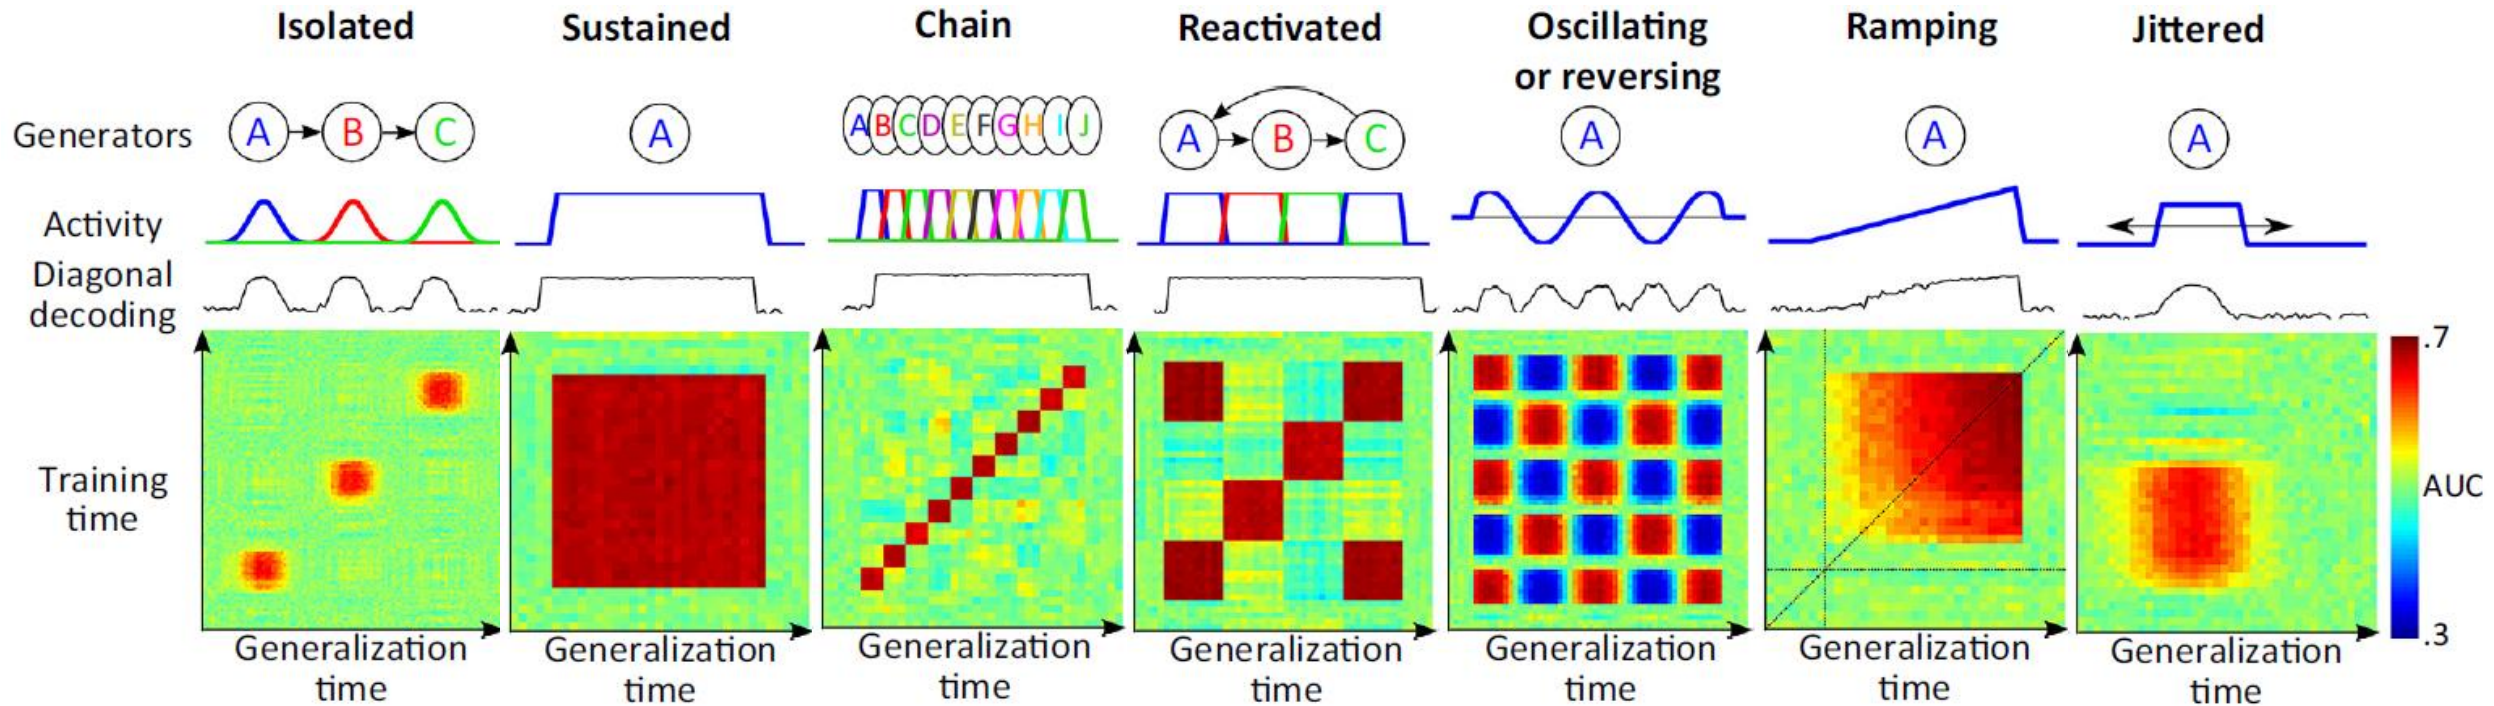 Isolated
Sustained
Chain
Reactivated
Oscillating
or reversing
Ramping
Jittered
Generators
A B C
A
A B C D E F G H I J
A B C
A
A
A
Activity
Diagonal
decoding
Training
time
.7
AUC
.3
Generalization
time
Generalization
time
Generalization
time
Generalization
time
Generalization
time
Generalization
time
Generalization
time